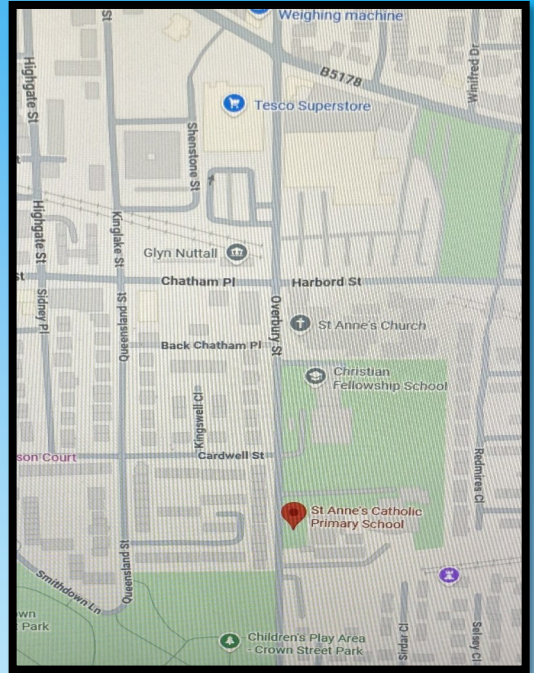 St
Weighing machine
B5178
Winifred Dr
Highgate St
Tesco Superstore
Shenstone St
Highgate St
Kinglake St
Glyn Nuttall
st
Chatham Pl
Harbord St
Sidney Pl
Queensland St
Overbury St
St Anne's Church
Back Chatham Pl
Christian
Fellowship School
Kingswell Cl
son Court
Cardwell St
Redmires Cl
St Anne's Catholic
Primary School
Queensland St
Smithdown Ln
wn
Park
Children's Play Area
- Crown Street Park
Sirdar Cl
Selsey Cl